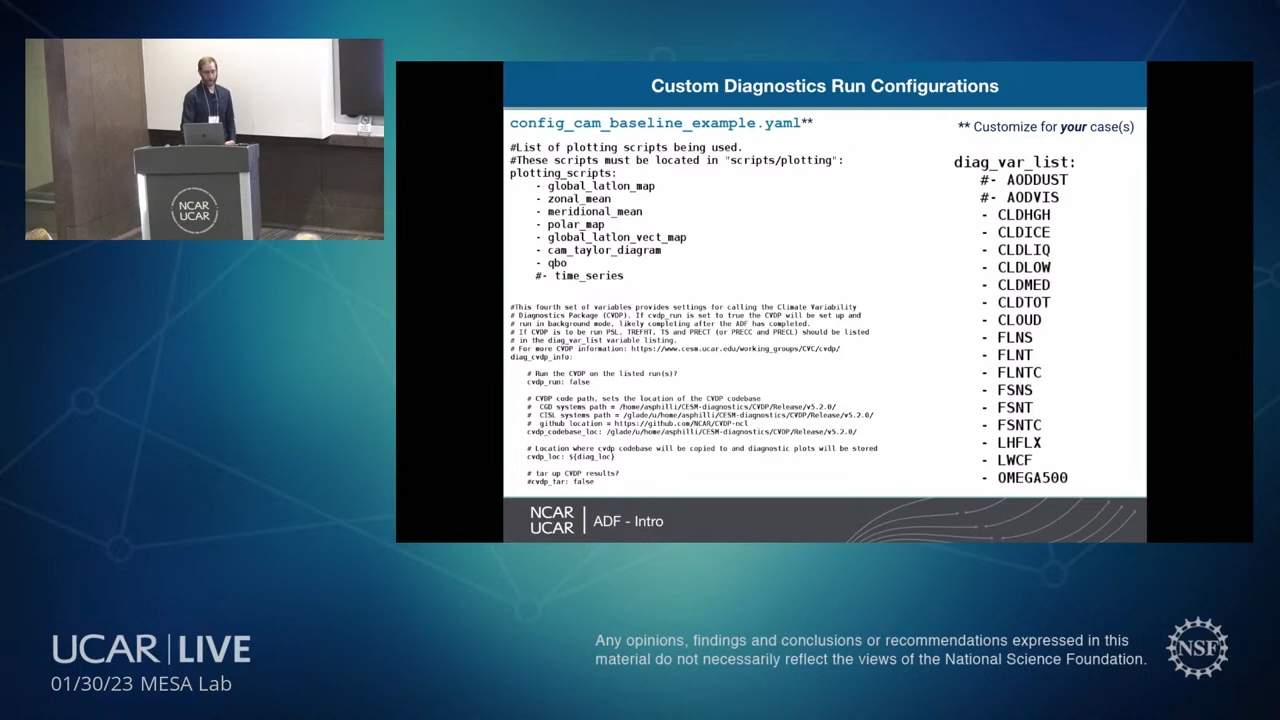 Custom Diagnostics Run Configurations
config_cam_baseline_example.yaml**
** Customize for your case(s)
#List of plotting scripts being used.
#These scripts must be located in "scripts/plotting":
plotting_scripts:
- global_latlon_map
- zonal_mean
- meridional_mean
- polar_map
- global_latlon_vect_map
- cam_taylor_diagram
- qbo
#- time_series
#This fourth set of variables provides settings for calling the Climate Variability
# Diagnostics Package (CVDP). If cvdp_run is set to true the CVDP will be set up and
# run in background mode, likely completing after the ADF has completed.
# If CVDP is to be run PSL, TREFHT, TS and PRECT (or PRECC and PRECL) should be listed
# in the diag_var_list variable listing.
# For more CVDP information: https://www.cesm.ucar.edu/working_groups/CVC/cvdp/
diag_cvdp_info:
# Run the CVDP on the listed run(s)?
cvdp_run: false
# CVDP code path, sets the location of the CVDP codebase
# CGD systems path = /home/asphilli/CESM-diagnostics/CVDP/Release/v5.2.0/
# CISL systems path = /glade/u/home/asphilli/CESM-diagnostics/CVDP/Release/v5.2.0/
# github location = https://github.com/NCAR/CVDP-ncl
cvdp_codebase_loc: /glade/u/home/asphilli/CESM-diagnostics/CVDP/Release/v5.2.0/
# Location where cvdp codebase will be copied to and diagnostic plots will be stored
cvdp_loc: ${diag_loc}
# tar up CVDP results?
#cvdp_tar: false
diag_var_list:
#- AODDUST
#- AODVIS
- CLDHGH
- CLDICE
- CLDLIQ
- CLDLOW
- CLDMED
- CLDTOT
- CLOUD
- FLNS
- FLNT
- FLNTC
- FSNS
- FSNT
- FSNTC
- LHFLX
- LWCF
- OMEGA500
NCAR
UCAR
ADF - Intro
NCAR
UCAR
UCAR | LIVE
01/30/23 MESA Lab
Any opinions, findings and conclusions or recommendations expressed in this
material do not necessarily reflect the views of the National Science Foundation.
NSF